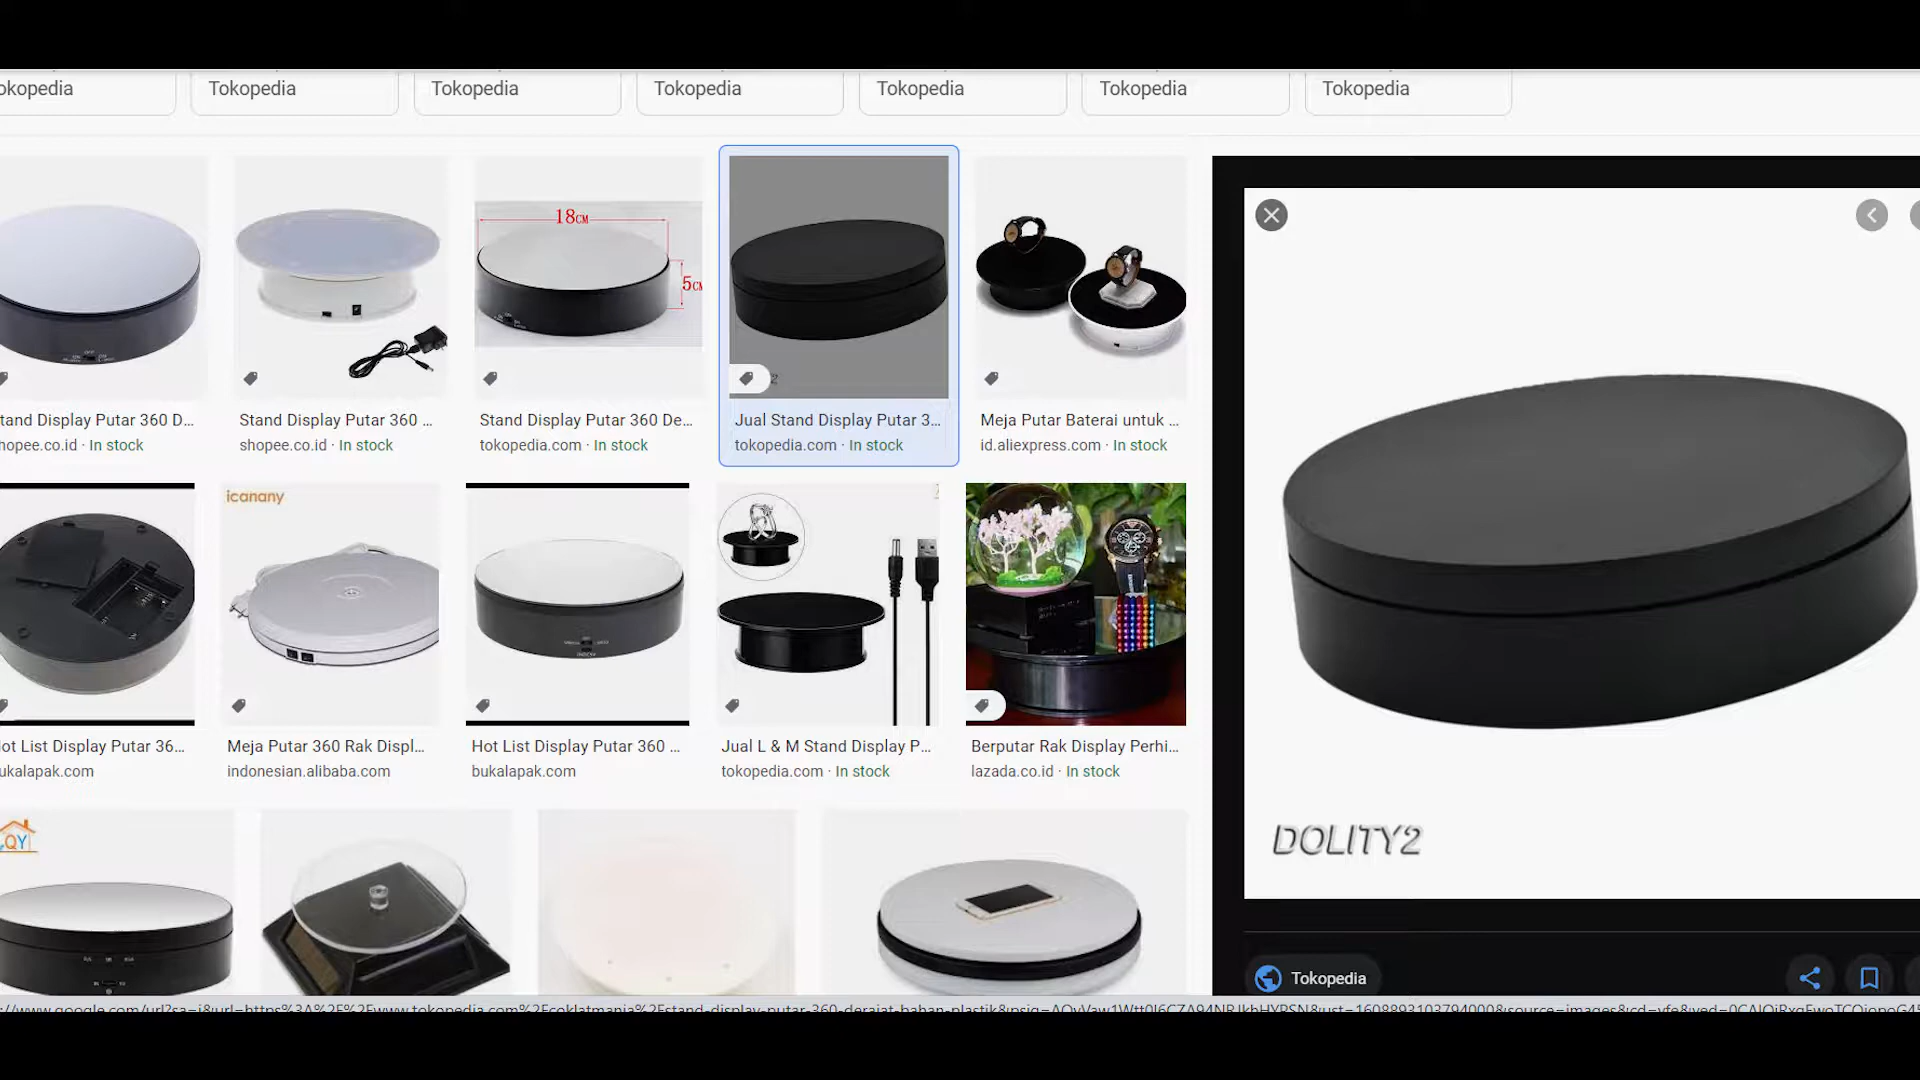 okopedia
Tokopedia
Tokopedia
Tokopedia
Tokopedia
Tokopedia
Tokopedia
18CM
5CM
tand Display Putar 360 D...
hopee.co.id · In stock
Stand Display Putar 360 ...
shopee.co.id · In stock
Stand Display Putar 360 De...
tokopedia.com · In stock
Jual Stand Display Putar 3...
tokopedia.com · In stock
Meja Putar Baterai untuk ...
id.aliexpress.com · In stock
icanany
ot List Display Putar 36...
ukalapak.com
Meja Putar 360 Rak Displ...
indonesian.alibaba.com
Hot List Display Putar 360 ...
bukalapak.com
Jual L & M Stand Display P...
tokopedia.com · In stock
Berputar Rak Display Perhi...
lazada.co.id · In stock
QY
DOLITY2
Tokopedia